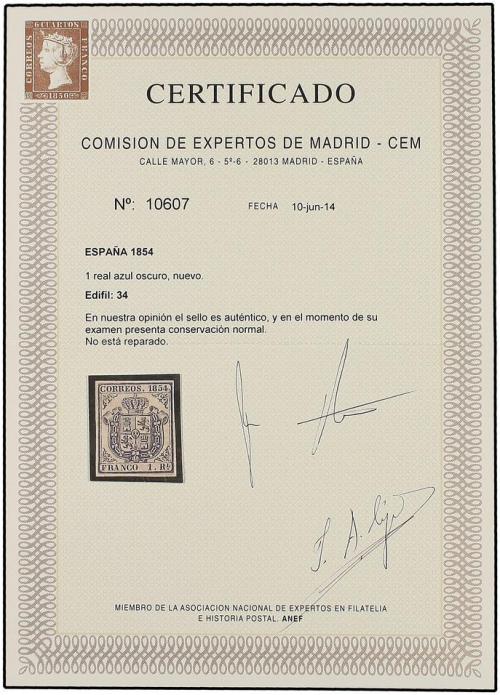 6 CUARTOS
CORREOS
FRANCO
1850
CERTIFICADO
COMISION DE EXPERTOS DE MADRID - CEM
CALLE MAYOR, 6 - 5º-6 - 28013 MADRID - ESPAÑA
Nº: 10607 FECHA 10-jun-14
ESPAÑA 1854
1 real azul oscuro, nuevo.
Edifil: 34
En nuestra opinión el sello es auténtico, y en el momento de su
examen presenta conservación normal.
No está reparado.
CORREOS. 1854
FRANCO 1. Rl
MIEMBRO DE LA ASOCIACION NACIONAL DE EXPERTOS EN FILATELIA
E HISTORIA POSTAL. ANEF